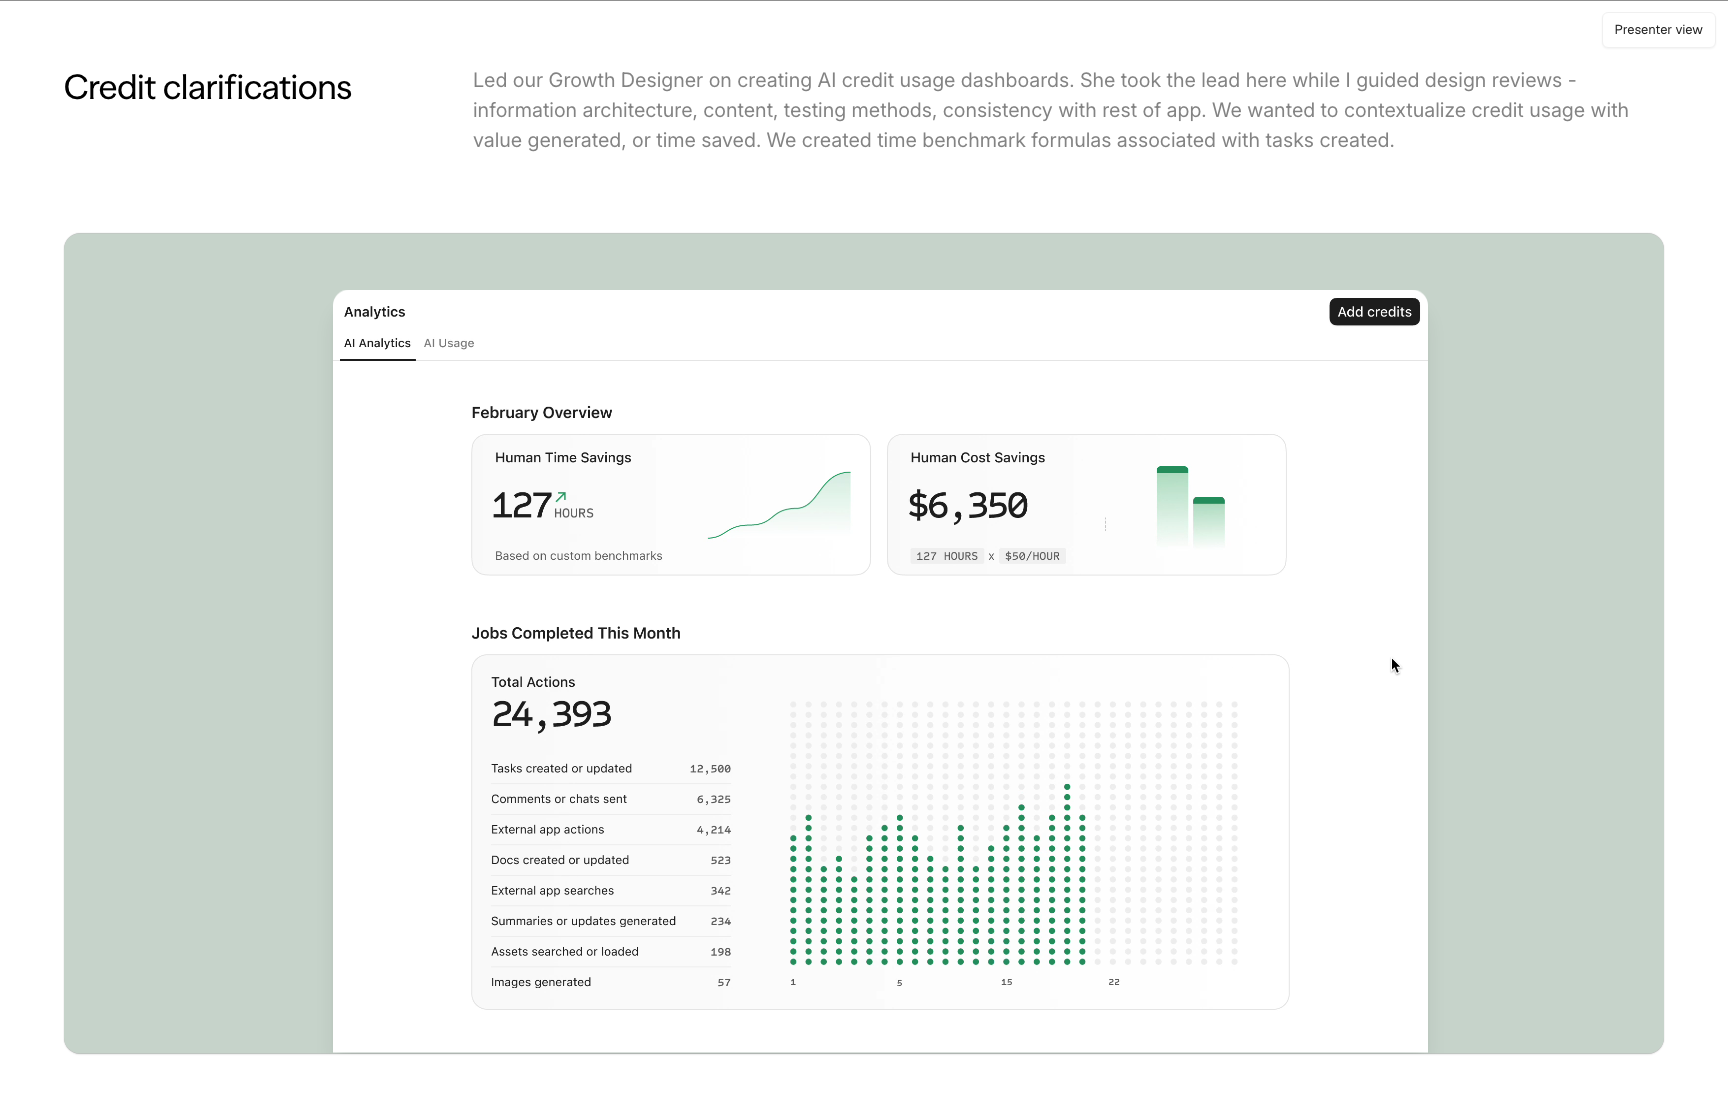 Presenter view
Credit clarifications
Led our Growth Designer on creating AI credit usage dashboards. She took the lead here while I guided design reviews -
information architecture, content, testing methods, consistency with rest of app. We wanted to contextualize credit usage with
value generated, or time saved. We created time benchmark formulas associated with tasks created.
Analytics
Add credits
AI Analytics AI Usage
February Overview
Human Time Savings
127 HOURS
Based on custom benchmarks
Human Cost Savings
$6,350
127 HOURS x $50/HOUR
Jobs Completed This Month
Total Actions
24,393
Tasks created or updated 12,500
Comments or chats sent 6,325
External app actions 4,214
Docs created or updated 523
External app searches 342
Summaries or updates generated 234
Assets searched or loaded 198
Images generated 57
1 5 15 22